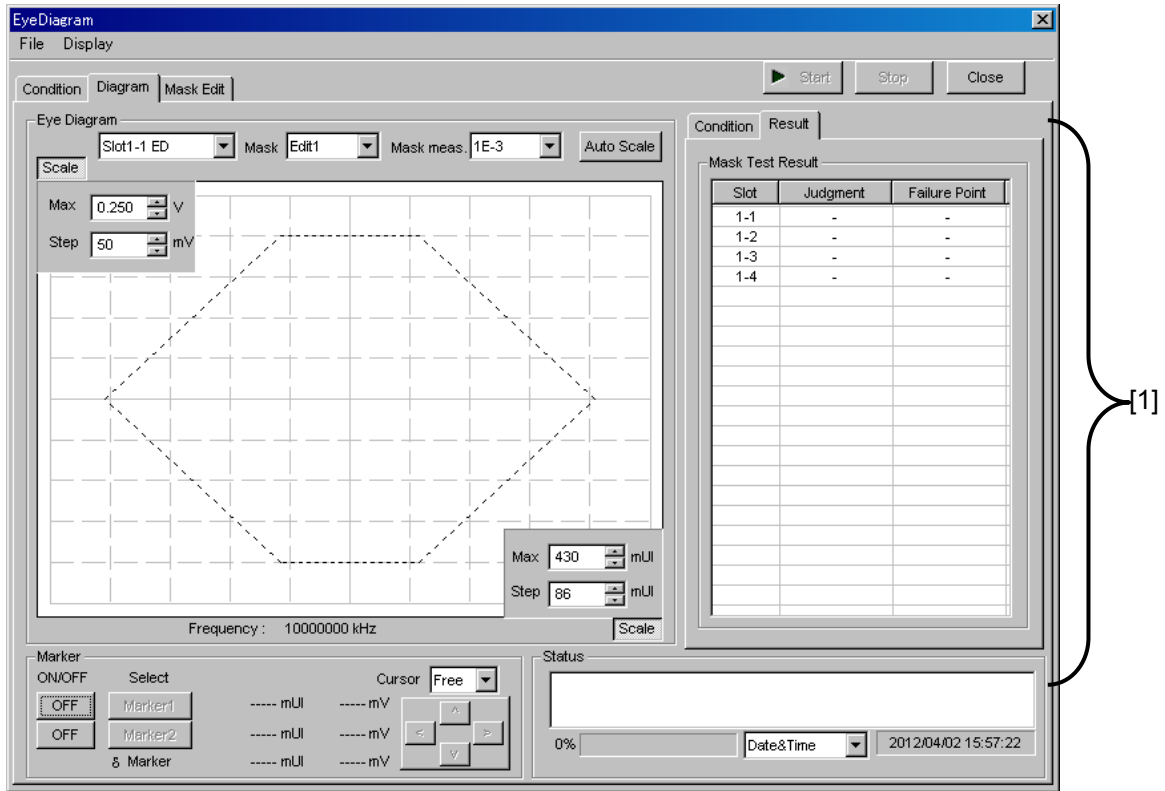 EyeDiagram
File Display
Start Stop Close
Condition Diagram Mask Edit
Eye Diagram
Slot1-1 ED Mask Edit1 Mask meas. 1E-3 Auto Scale
Scale
Max 0.250 V
Step 50 mV
Max 430 mUI
Step 86 mUI
Frequency : 10000000 kHz Scale
Condition Result
Mask Test Result
Slot Judgment Failure Point
1-1 - -
1-2 - -
1-3 - -
1-4 - -
[1]
Marker
ON/OFF Select Cursor Free
OFF Marker1 ----- mUI ----- mV ^
OFF Marker2 ----- mUI ----- mV < >
δ Marker ----- mUI ----- mV v
Status
0% Date&Time 2012/04/02 15:57:22